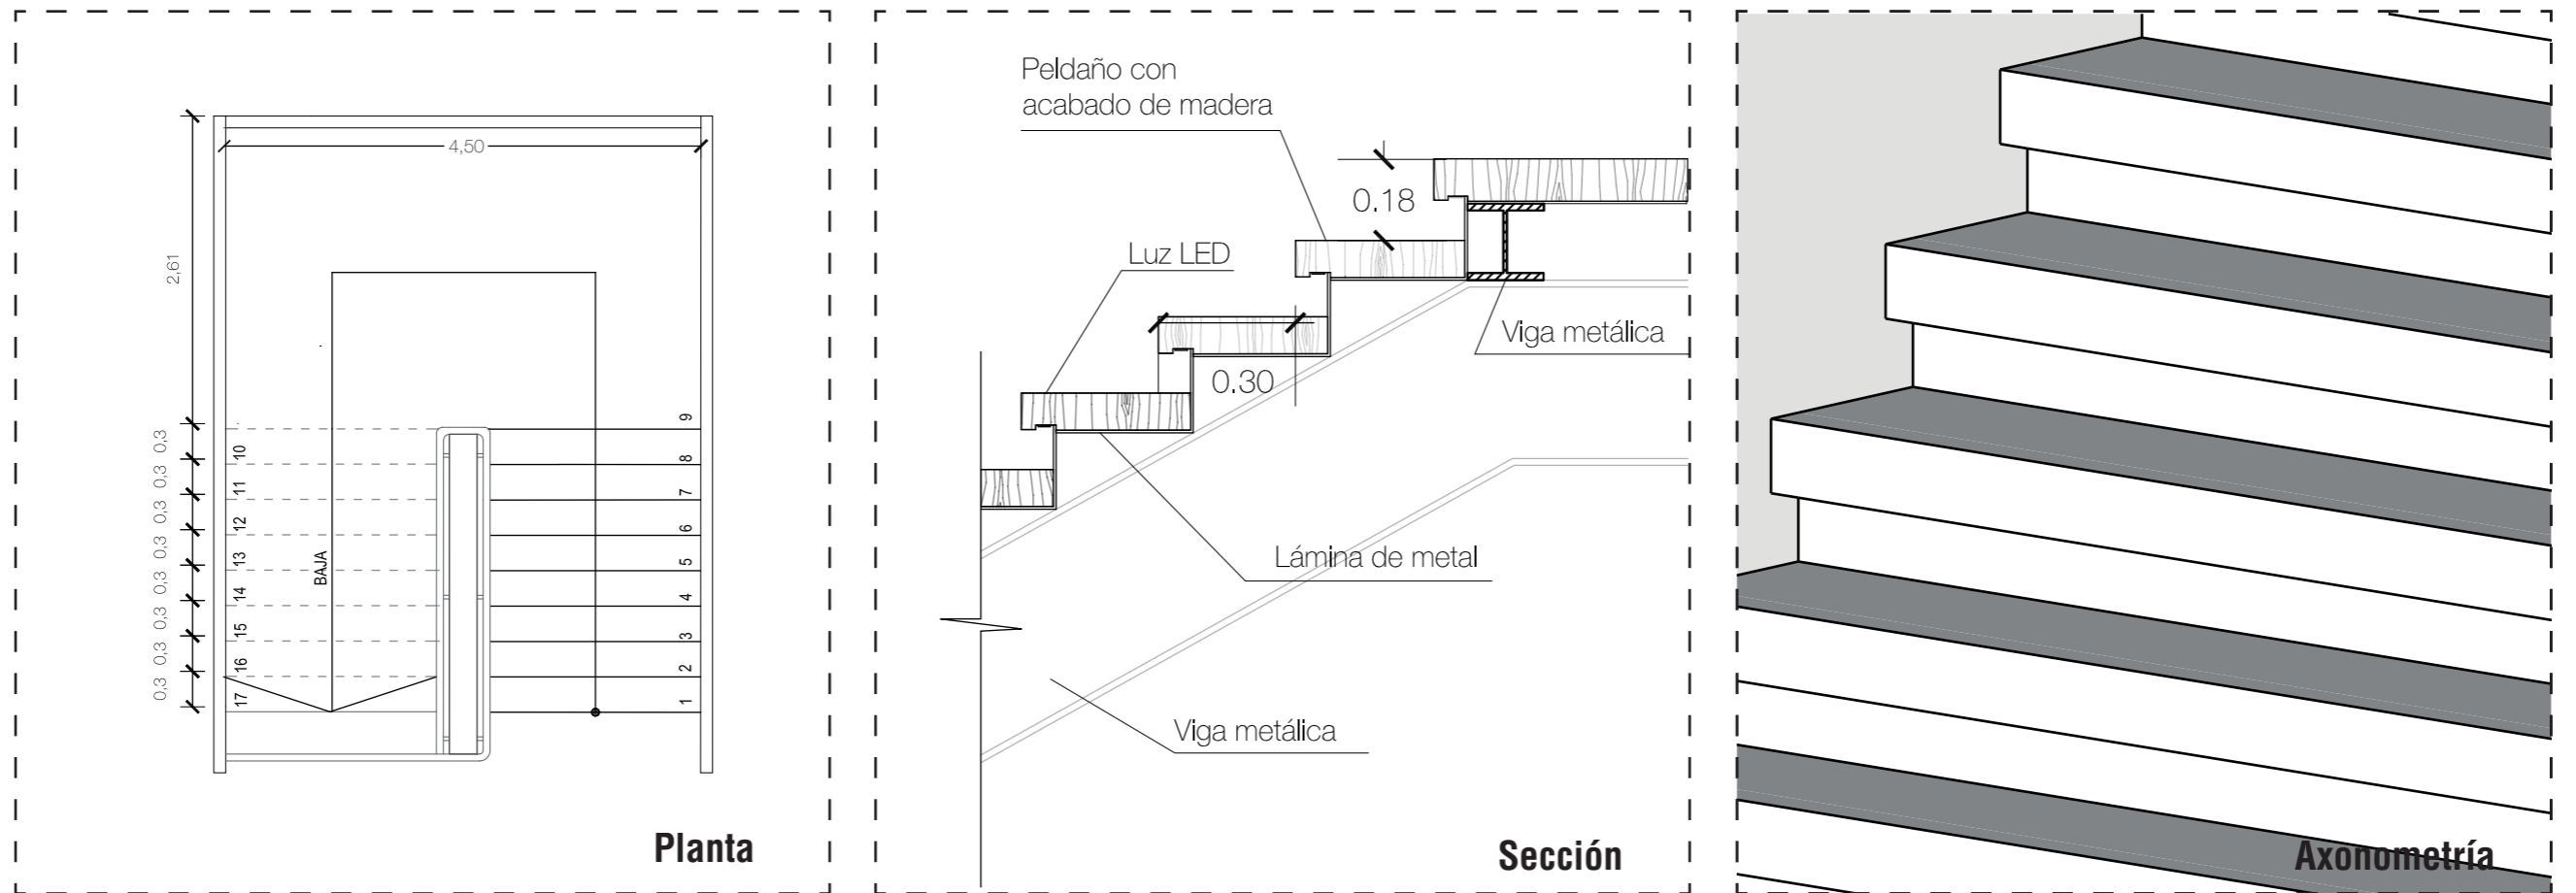 4,50
2,61
0,3
0,3
0,3
0,3
0,3
0,3
0,3
0,3
10
11
12
13
14
15
16
17
BAJA
9
8
7
6
5
4
3
2
1
Planta
Peldaño con
acabado de madera
0.18
Luz LED
Viga metálica
0.30
Lámina de metal
Viga metálica
Sección
Axonometría